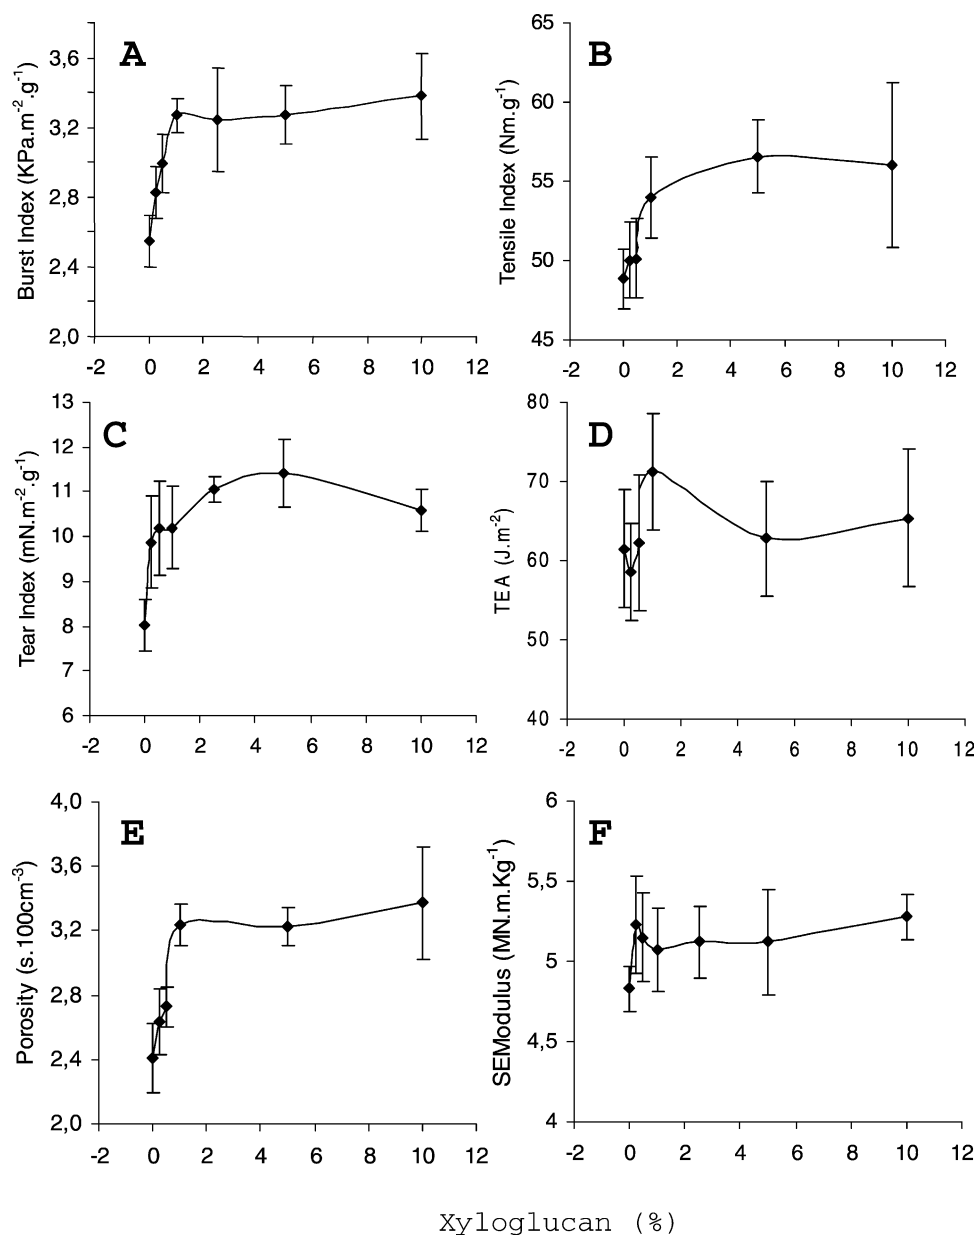 A
Burst Index (KPa.m-2.g-1)
3,6
3,2
2,8
2,4
2,0
-2 0 2 4 6 8 10 12
B
Tensile Index (Nm.g-1)
65
60
55
50
45
-2 0 2 4 6 8 10 12
C
Tear Index (mN.m-2.g-1)
13
12
11
10
9
8
7
6
-2 0 2 4 6 8 10 12
D
TEA (J.m-2)
80
70
60
50
40
-2 0 2 4 6 8 10 12
E
Porosity (s.100cm-3)
4,0
3,6
3,2
2,8
2,4
2,0
-2 0 2 4 6 8 10 12
F
SEModulus (MN.m.Kg-1)
6
5,5
5
4,5
4
-2 0 2 4 6 8 10 12
Xyloglucan (%)